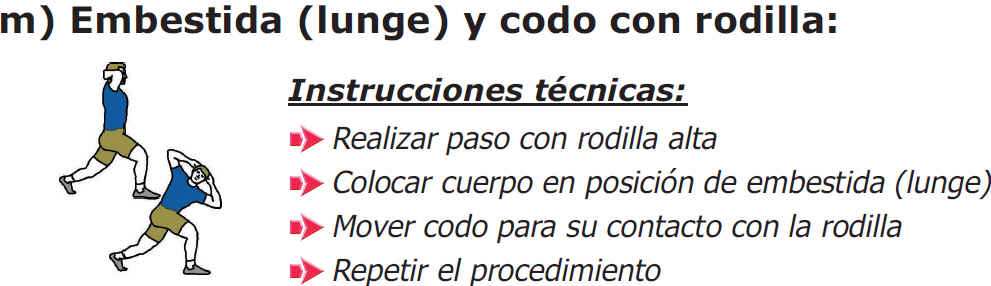 m) Embestida (lunge) y codo con rodilla:
Instrucciones técnicas:
Realizar paso con rodilla alta
Colocar cuerpo en posición de embestida (lunge)
Mover codo para su contacto con la rodilla
Repetir el procedimiento